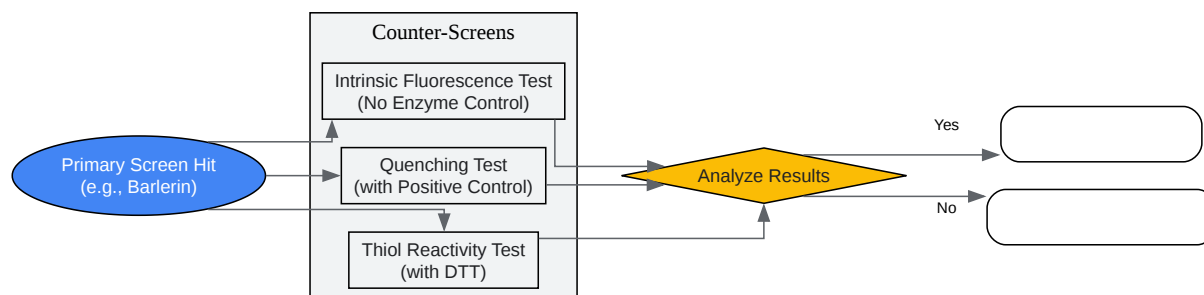 Counter-Screens
Intrinsic Fluorescence Test
(No Enzyme Control)
Primary Screen Hit
(e.g., Barlerin)
Quenching Test
(with Positive Control)
Thiol Reactivity Test
(with DTT)
Analyze Results
Yes
No